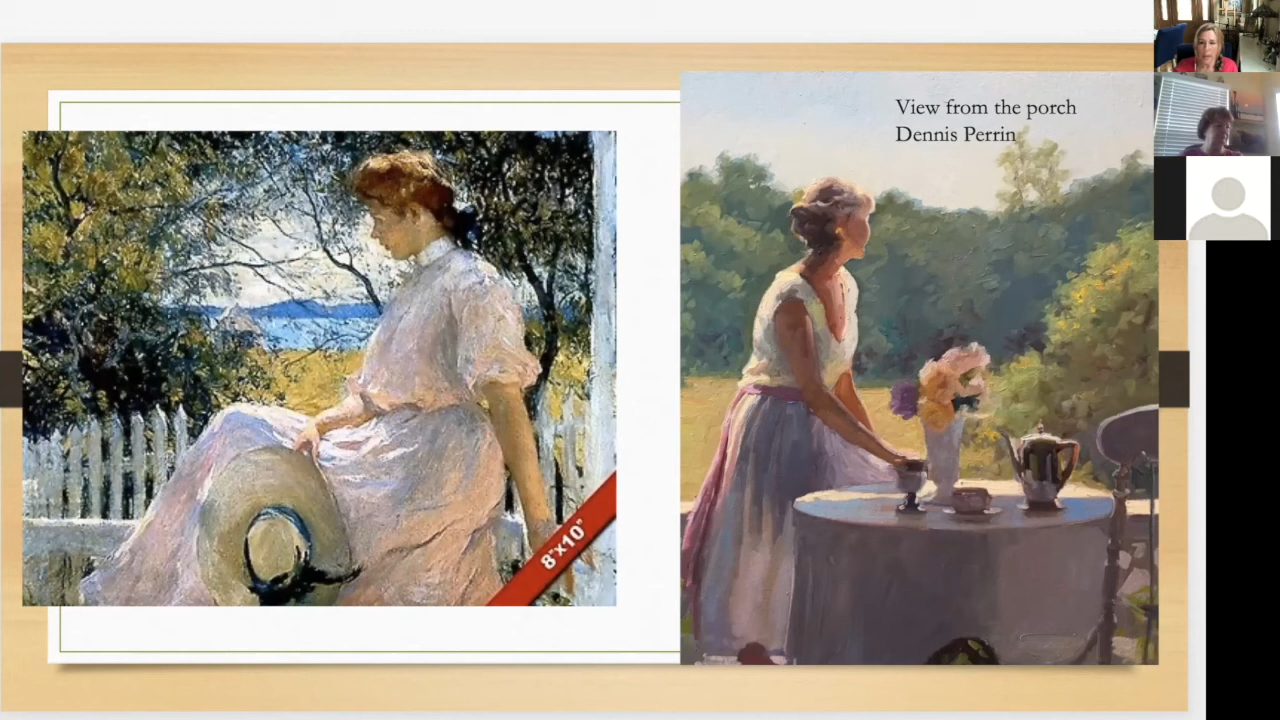 View from the porch
Dennis Perrin
8"x10"